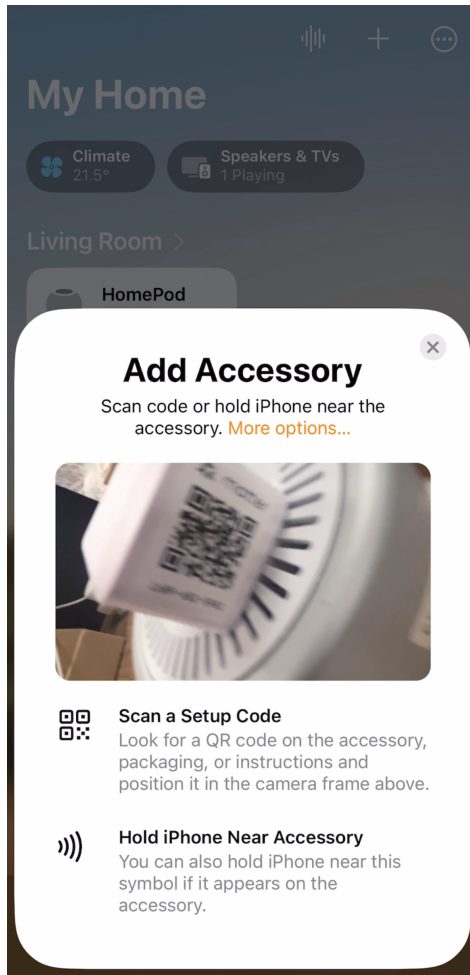 My Home
Climate
21.5°
Speakers & TVs
1 Playing
Living Room
HomePod
Add Accessory
Scan code or hold iPhone near the
accessory. More options...
Scan a Setup Code
Look for a QR code on the accessory,
packaging, or instructions and
position it in the camera frame above.
Hold iPhone Near Accessory
You can also hold iPhone near this
symbol if it appears on the
accessory.